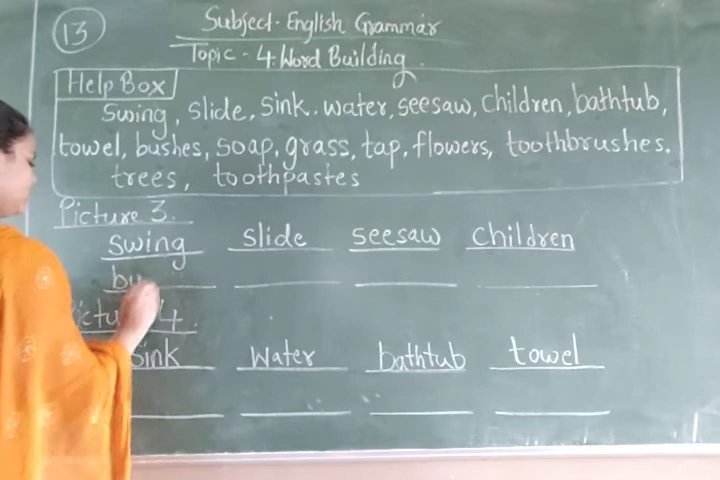 13
Subject - English Grammar
Topic - 4. Word Building.
Help Box
Swing, slide, sink, water, seesaw, children, bathtub,
towel, bushes, soap, grass, tap, flowers, toothbrushes,
trees, toothpastes
Picture 3.
swing slide seesaw children
bu
4.
sink water bathtub towel